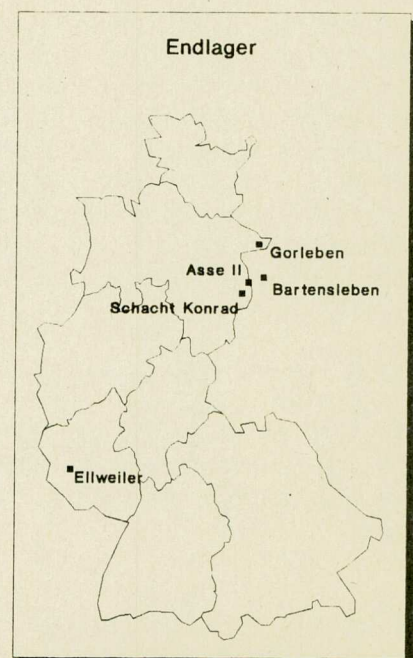 Endlager
Gorleben
Asse II
Bartensleben
Schacht Konrad
Ellweiler